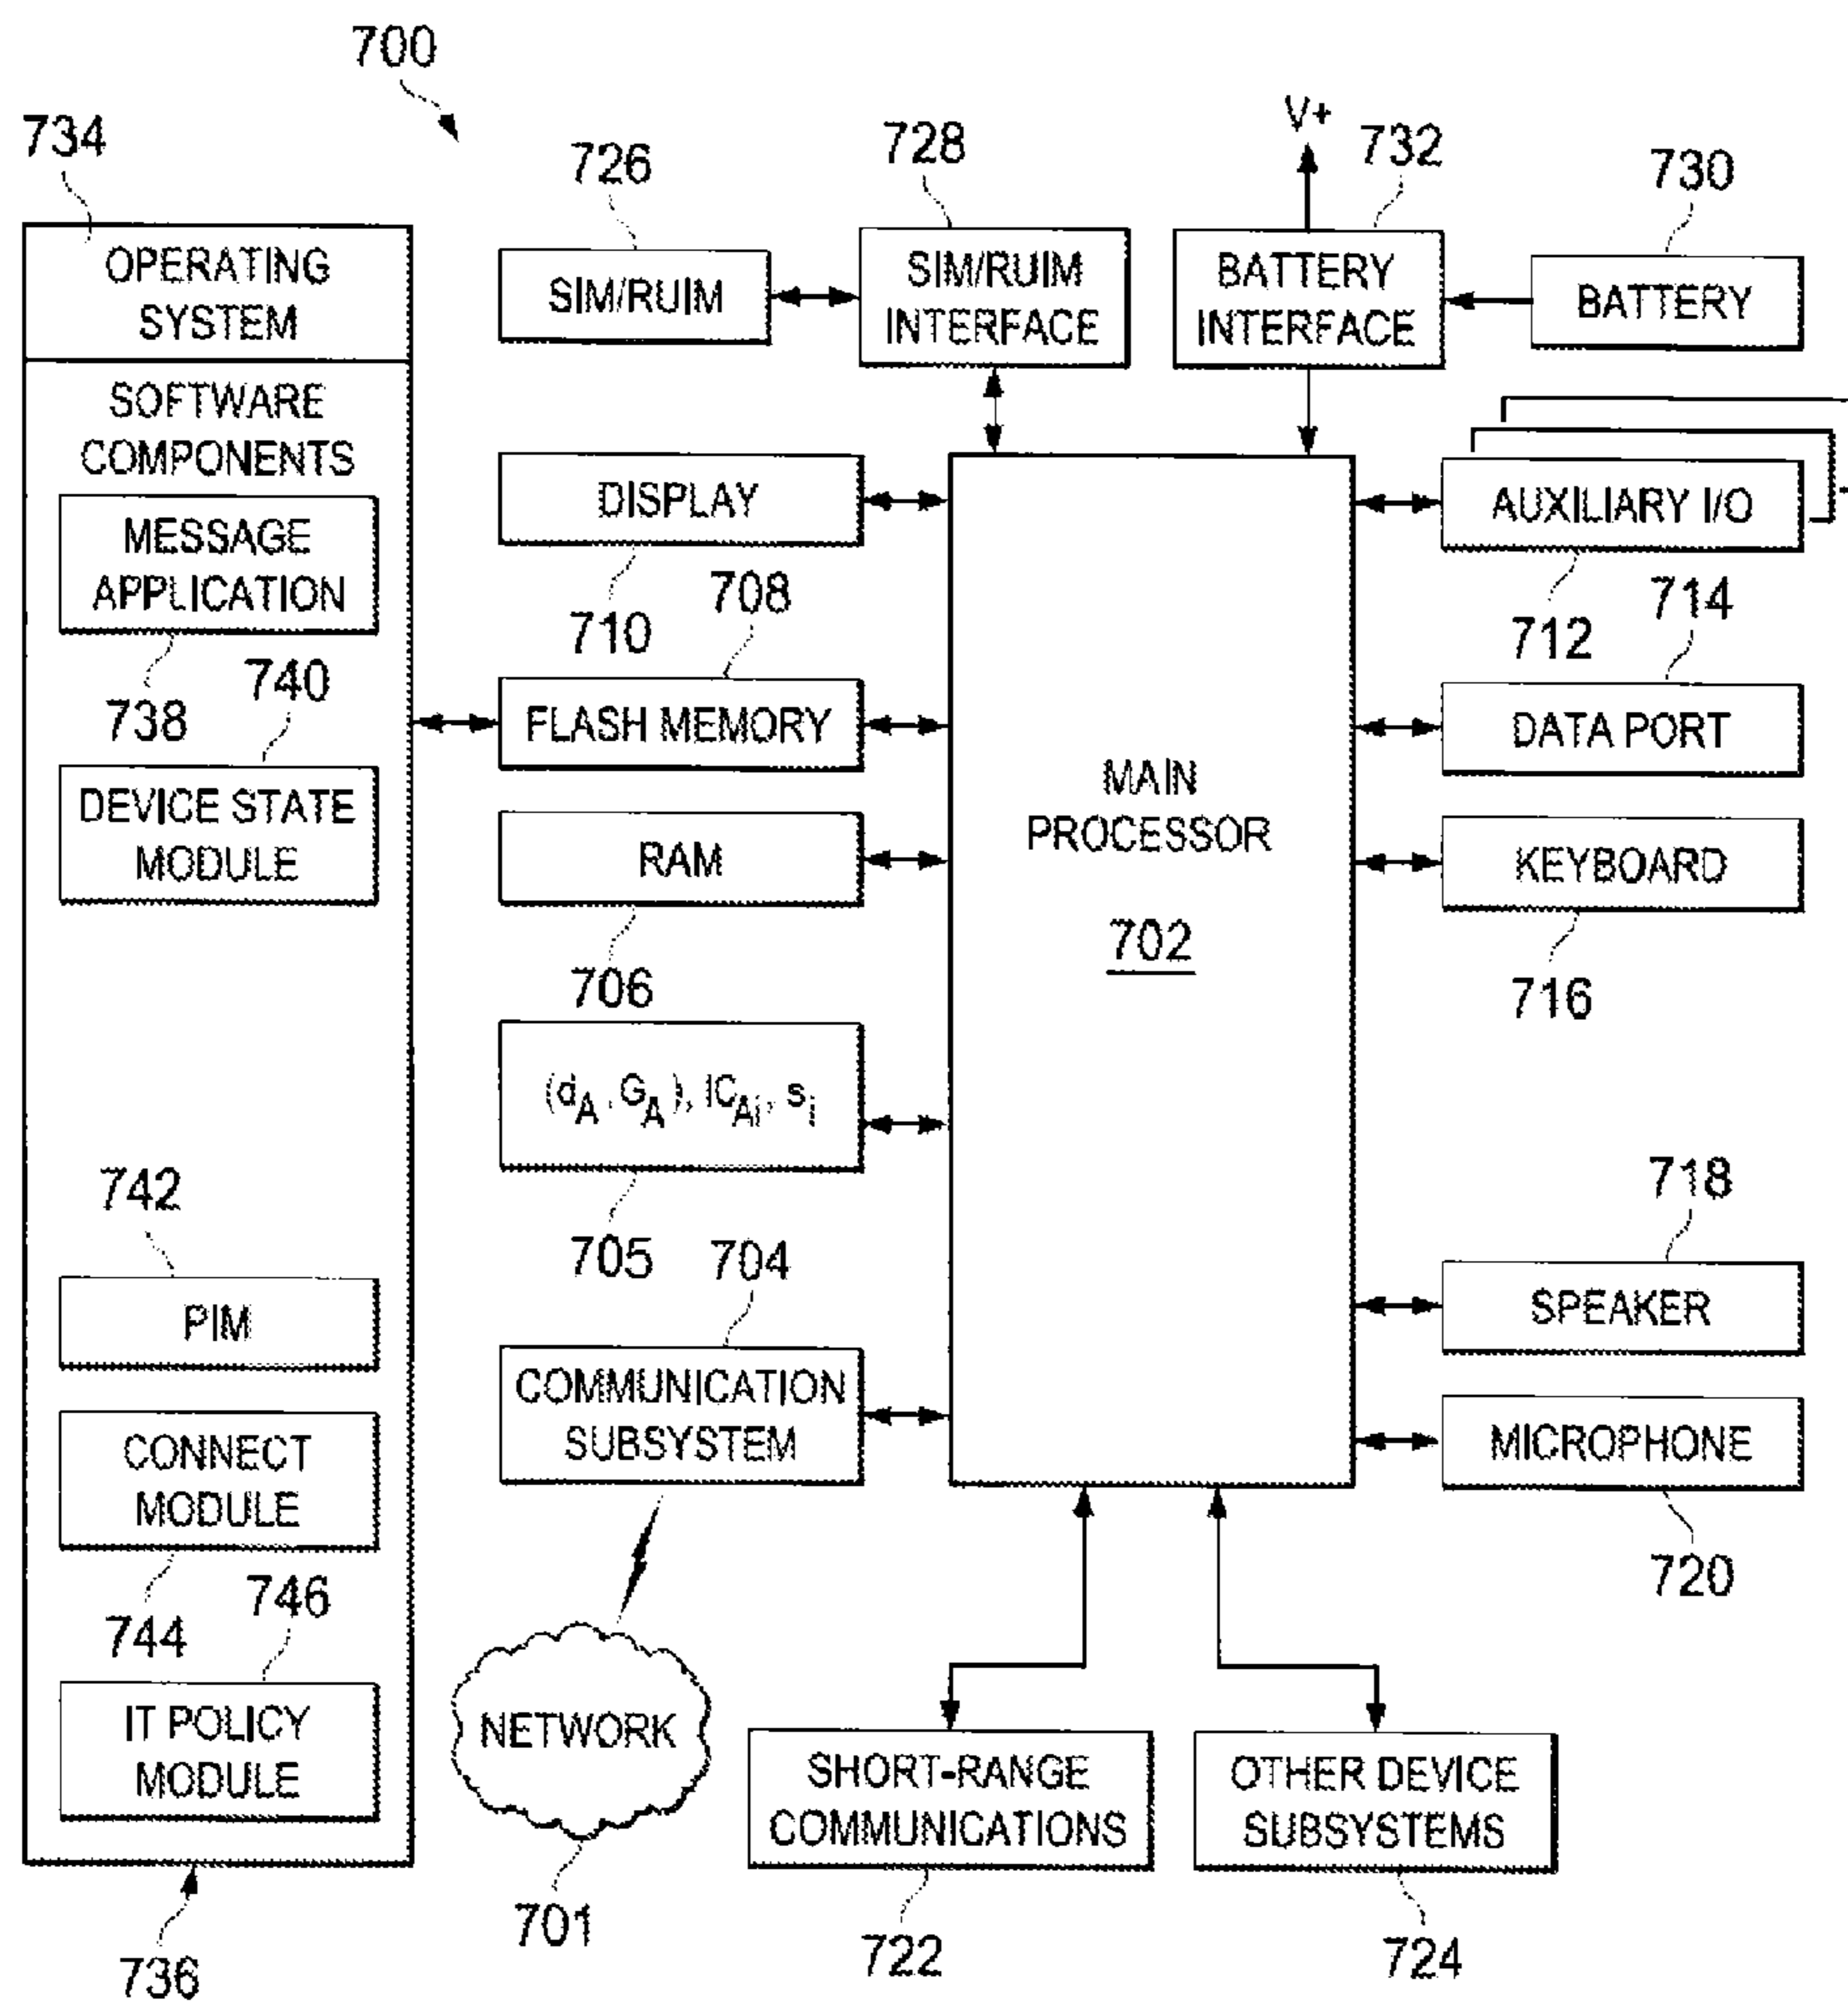 700
734
OPERATING
SYSTEM
SOFTWARE
COMPONENTS
MESSAGE
APPLICATION
738
740
DEVICE STATE
MODULE
742
PIM
CONNECT
MODULE
744
746
IT POLICY
MODULE
736
726
SIM/RUIM
728
SIM/RUIM
INTERFACE
V+
732
BATTERY
INTERFACE
730
BATTERY
DISPLAY
710
708
FLASH MEMORY
RAM
706
(dA, GA), ICAi, si
705
704
COMMUNICATION
SUBSYSTEM
NETWORK
701
MAIN
PROCESSOR
702
AUXILIARY I/O
712
714
DATA PORT
KEYBOARD
716
718
SPEAKER
MICROPHONE
720
SHORT-RANGE
COMMUNICATIONS
722
OTHER DEVICE
SUBSYSTEMS
724